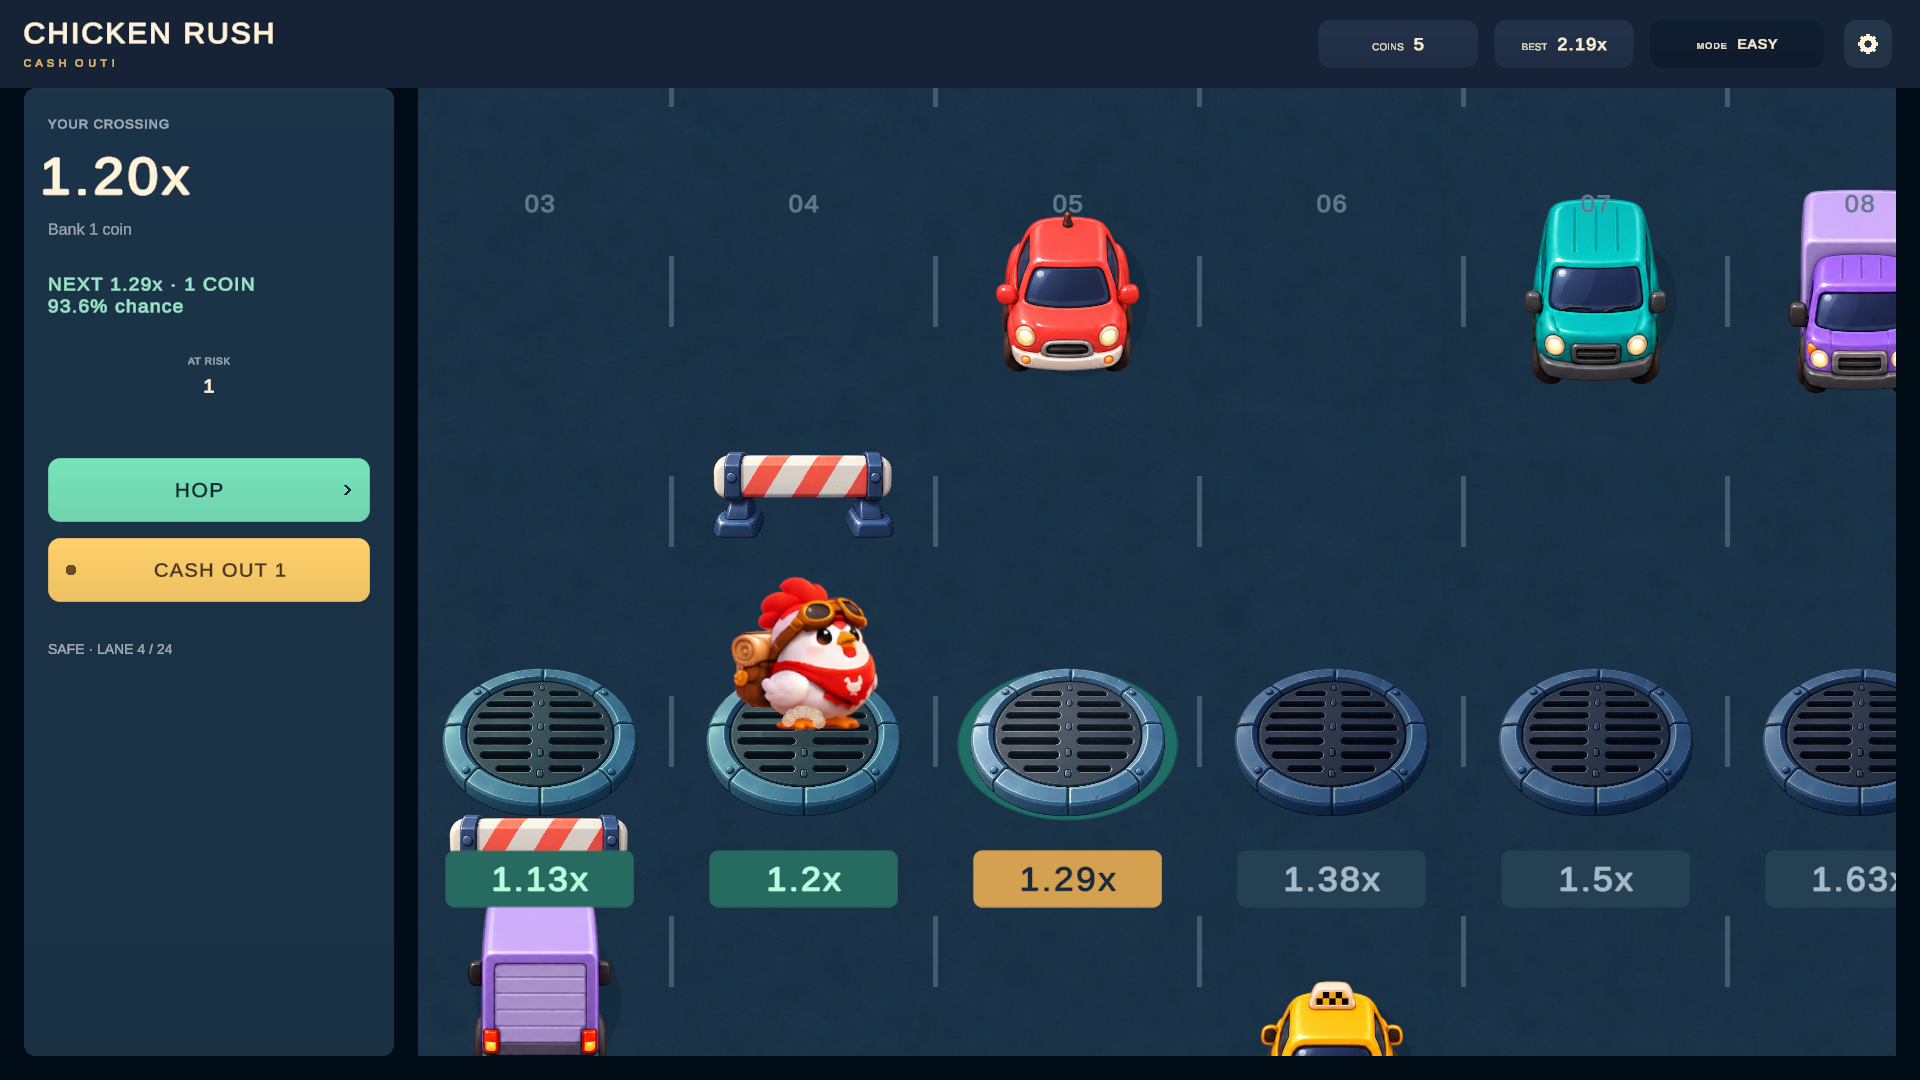 CHICKEN RUSH
CASH OUT!
COINS 5
BEST 2.19x
MODE EASY
YOUR CROSSING
1.20x
Bank 1 coin
NEXT 1.29x · 1 COIN
93.6% chance
AT RISK
1
HOP ›
CASH OUT 1
SAFE · LANE 4 / 24
03 04 05 06 07 08
1.13x 1.2x 1.29x 1.38x 1.5x 1.63x